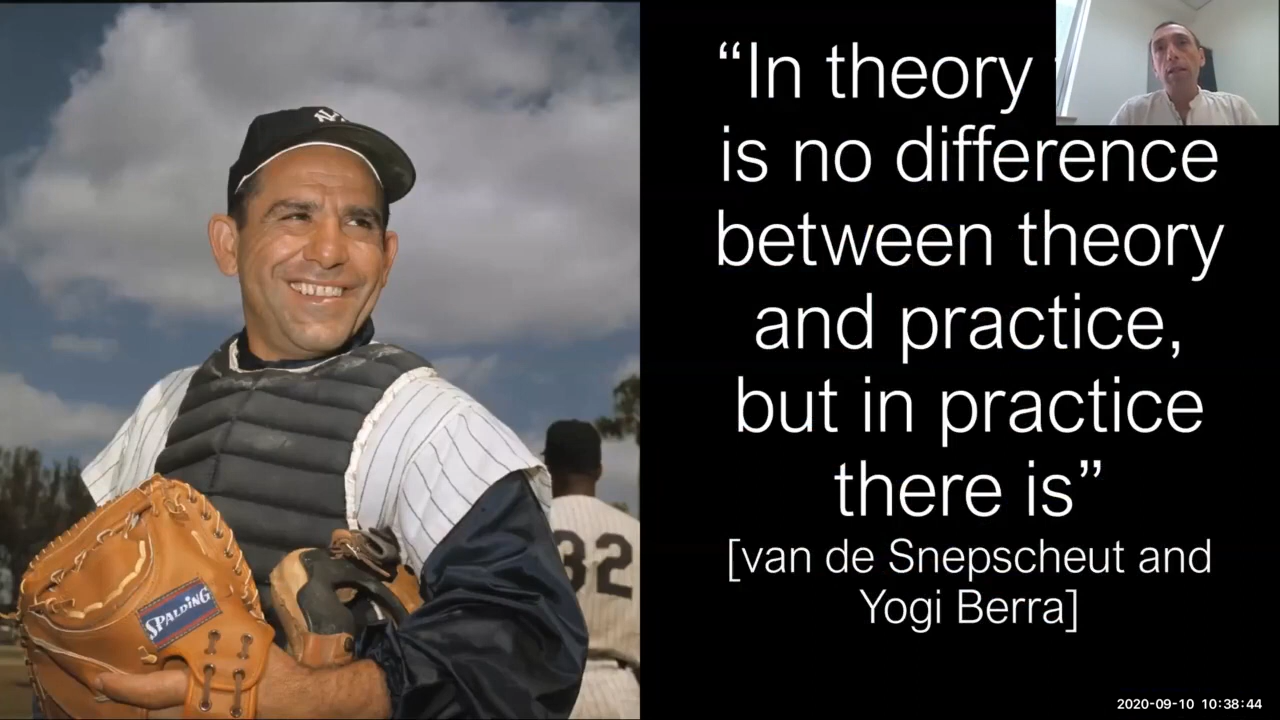 “In theory
is no difference
between theory
and practice,
but in practice
there is”
[van de Snepscheut and
Yogi Berra]
NY
SPALDING
32
2020-09-10 10:38:44